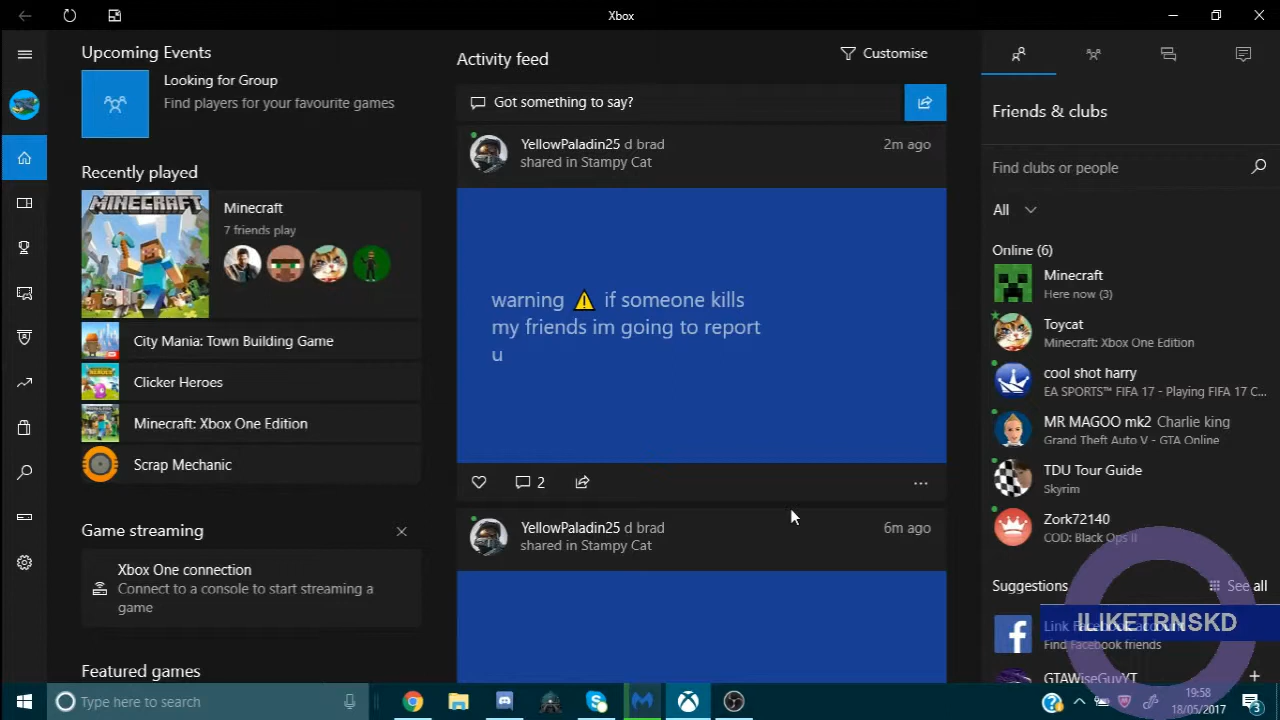 Xbox
Upcoming Events
Looking for Group
Find players for your favourite games
Recently played
MINECRAFT
Minecraft
7 friends play
City Mania: Town Building Game
Clicker Heroes
Minecraft: Xbox One Edition
Scrap Mechanic
Game streaming
Xbox One connection
Connect to a console to start streaming a
game
Featured games
Activity feed
Customise
Got something to say?
YellowPaladin25 d brad
2m ago
shared in Stampy Cat
warning ⚠ if someone kills
my friends im going to report
u
2
YellowPaladin25 d brad
6m ago
shared in Stampy Cat
Friends & clubs
Find clubs or people
All
Online (6)
Minecraft
Here now (3)
Toycat
Minecraft: Xbox One Edition
cool shot harry
EA SPORTS™ FIFA 17 - Playing FIFA 17 C...
MR MAGOO mk2 Charlie king
Grand Theft Auto V - GTA Online
TDU Tour Guide
Skyrim
Zork72140
COD: Black Ops II
Suggestions
See all
Link Facebook account
ILIKETRNSKD
Find Facebook friends
GTAWiseGuyYT
Type here to search
19:58
18/05/2017
3